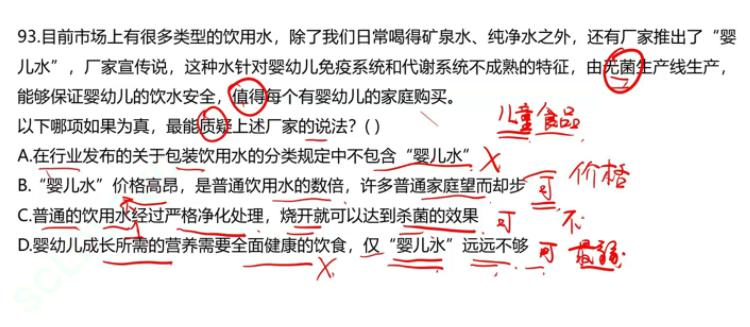 93.目前市场上有很多类型的饮用水，除了我们日常喝得矿泉水、纯净水之外，还有厂家推出了“婴
儿水”，厂家宣传说，这种水针对婴幼儿免疫系统和代谢系统不成熟的特征，由无菌生产线生产，
能够保证婴幼儿的饮水安全，值得每个有婴幼儿的家庭购买。
以下哪项如果为真，最能质疑上述厂家的说法？( )
儿童食品
A.在行业发布的关于包装饮用水的分类规定中不包含“婴儿水” X
B.“婴儿水”价格高昂，是普通饮用水的数倍，许多普通家庭望而却步 可 价格
C.普通的饮用水经过严格净化处理，烧开就可以达到杀菌的效果 可 不
D.婴幼儿成长所需的营养需要全面健康的饮食，仅“婴儿水”远远不够 可
X